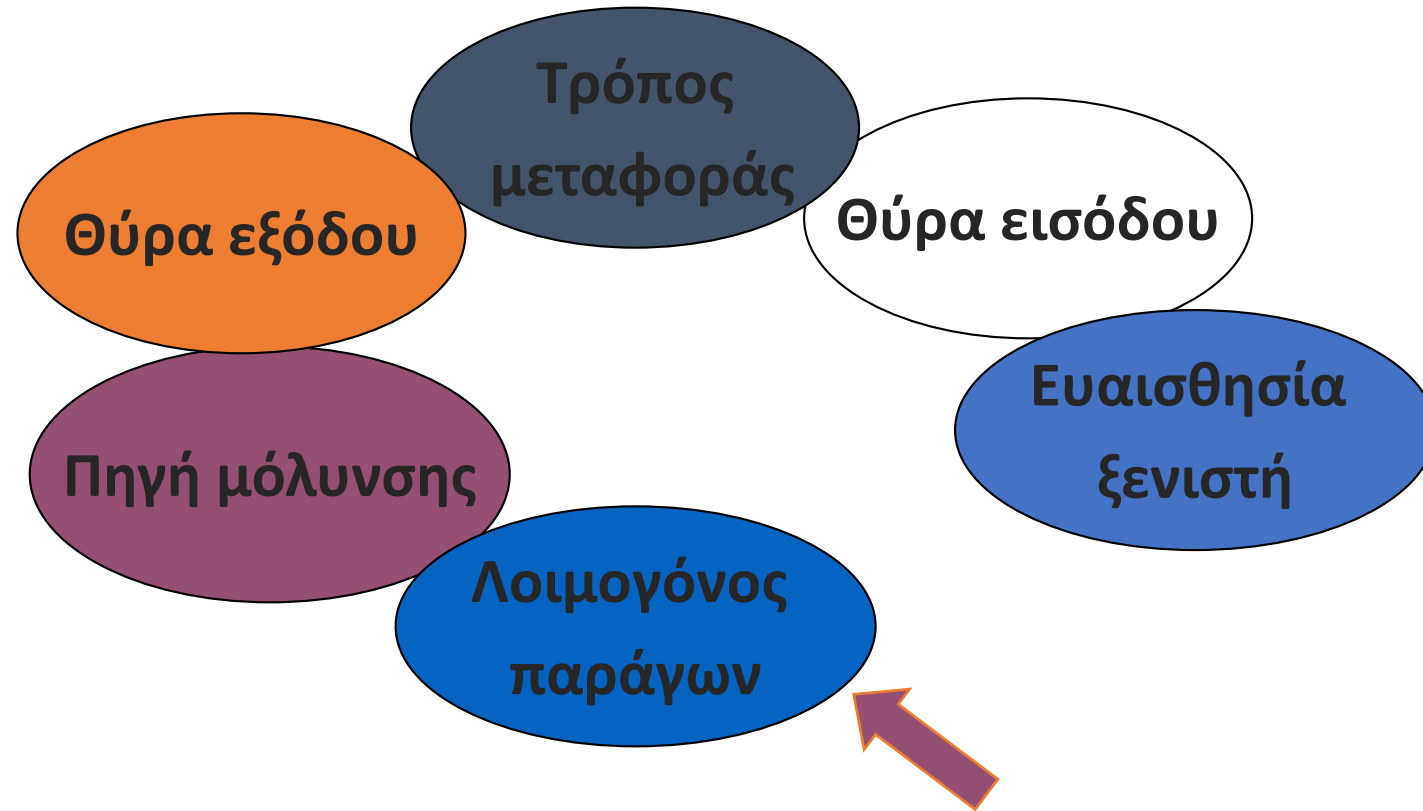 Τρόπος
μεταφοράς
Θύρα εξόδου
Θύρα εισόδου
Ευαισθησία
ξενιστή
Πηγή μόλυνσης
Λοιμογόνος
παράγων